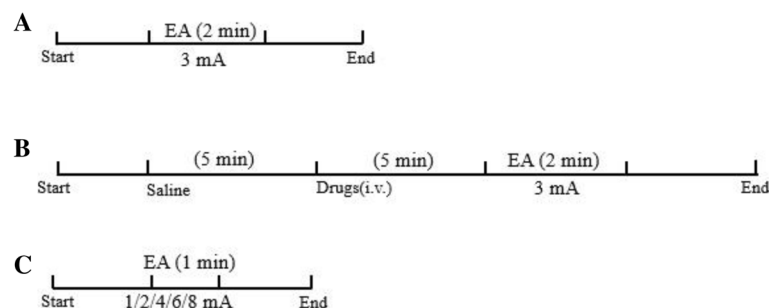 A
EA (2 min)
Start
3 mA
End
B
(5 min)
(5 min)
EA (2 min)
Start
Saline
Drugs(i.v.)
3 mA
End
C
EA (1 min)
Start
1/2/4/6/8 mA
End